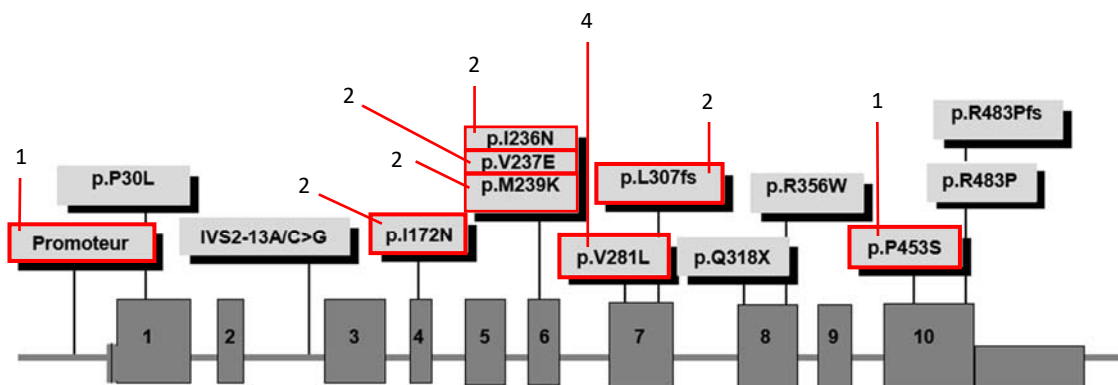 4
2
2
1
2
p.R483Pfs
p.I236N
1
p.V237E
2
p.P30L
p.M239K
p.L307fs
p.R356W
p.R483P
2
Promoteur
IVS2-13A/C>G
p.I172N
p.V281L
p.Q318X
p.P453S
1
2
3
4
5
6
7
8
9
10